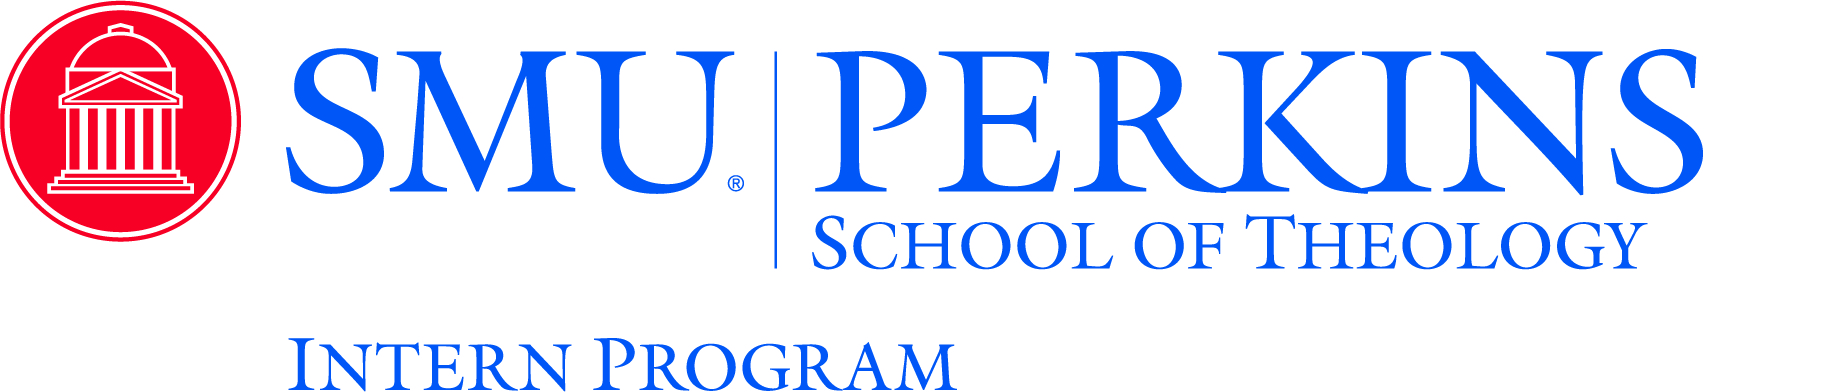 SMU® PERKINS
SCHOOL OF THEOLOGY
INTERN PROGRAM